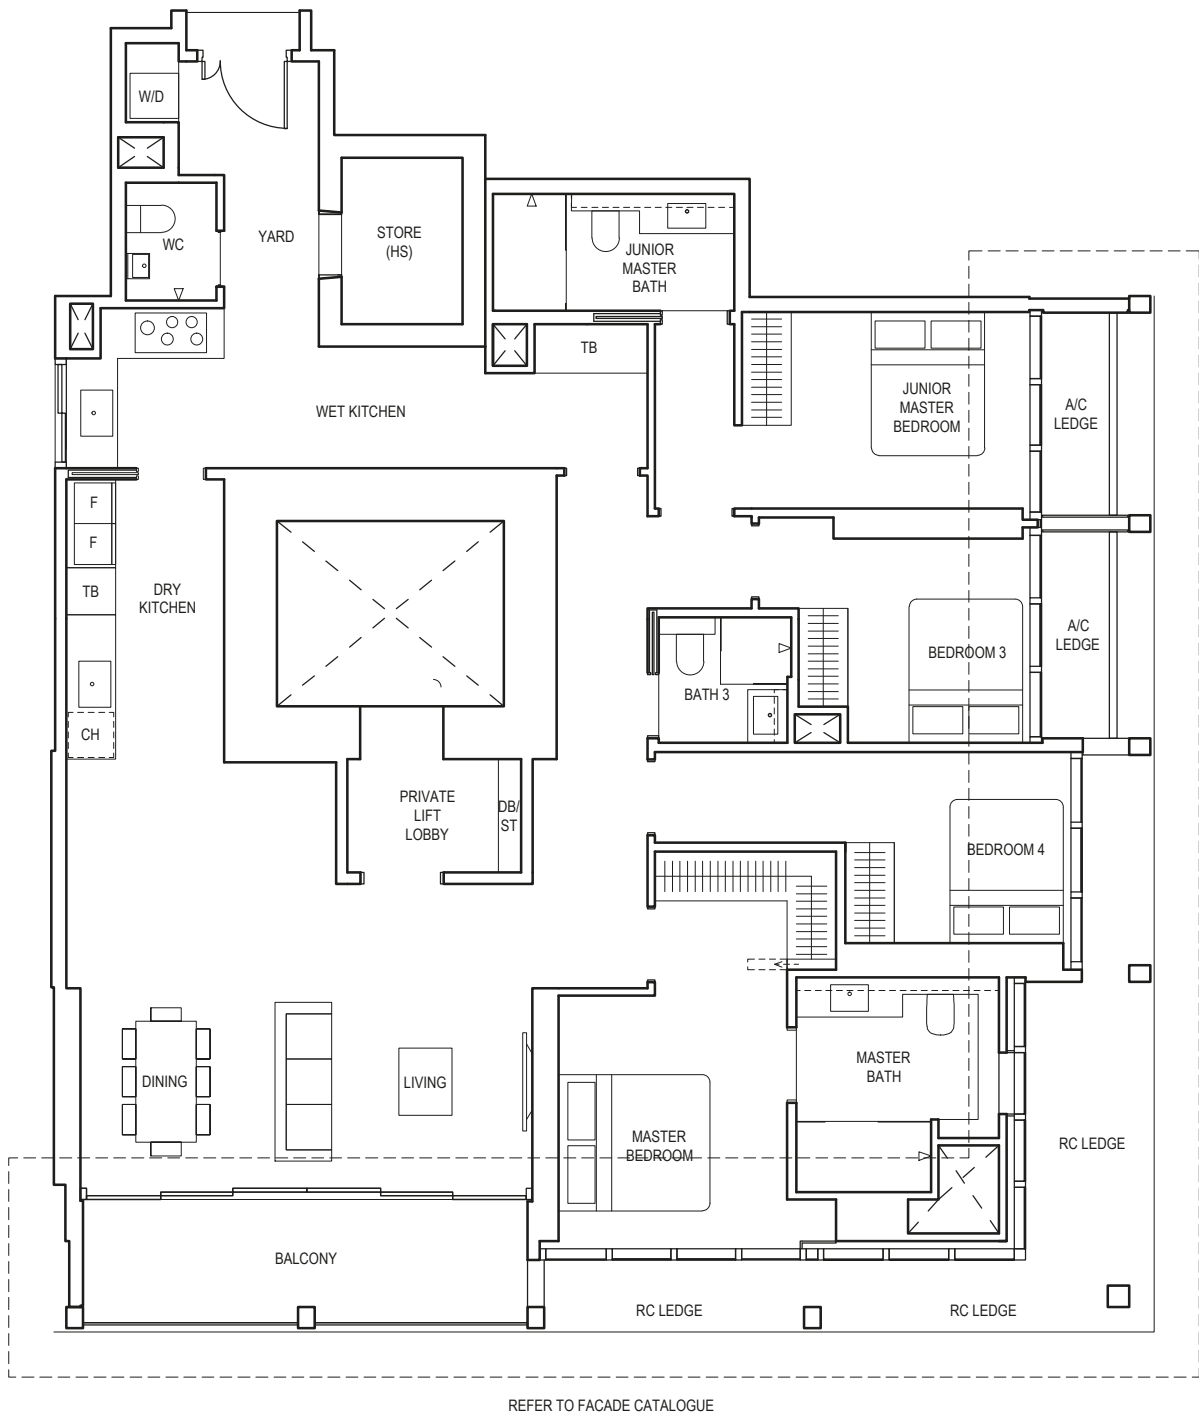 W/D
WC
YARD
STORE
(HS)
JUNIOR
MASTER
BATH
TB
WET KITCHEN
JUNIOR
MASTER
BEDROOM
A/C
LEDGE
F
F
TB
DRY
KITCHEN
CH
BEDROOM 3
A/C
LEDGE
BATH 3
PRIVATE
LIFT
LOBBY
DB/
ST
BEDROOM 4
DINING
LIVING
MASTER
BATH
MASTER
BEDROOM
RC LEDGE
BALCONY
RC LEDGE
RC LEDGE
REFER TO FACADE CATALOGUE